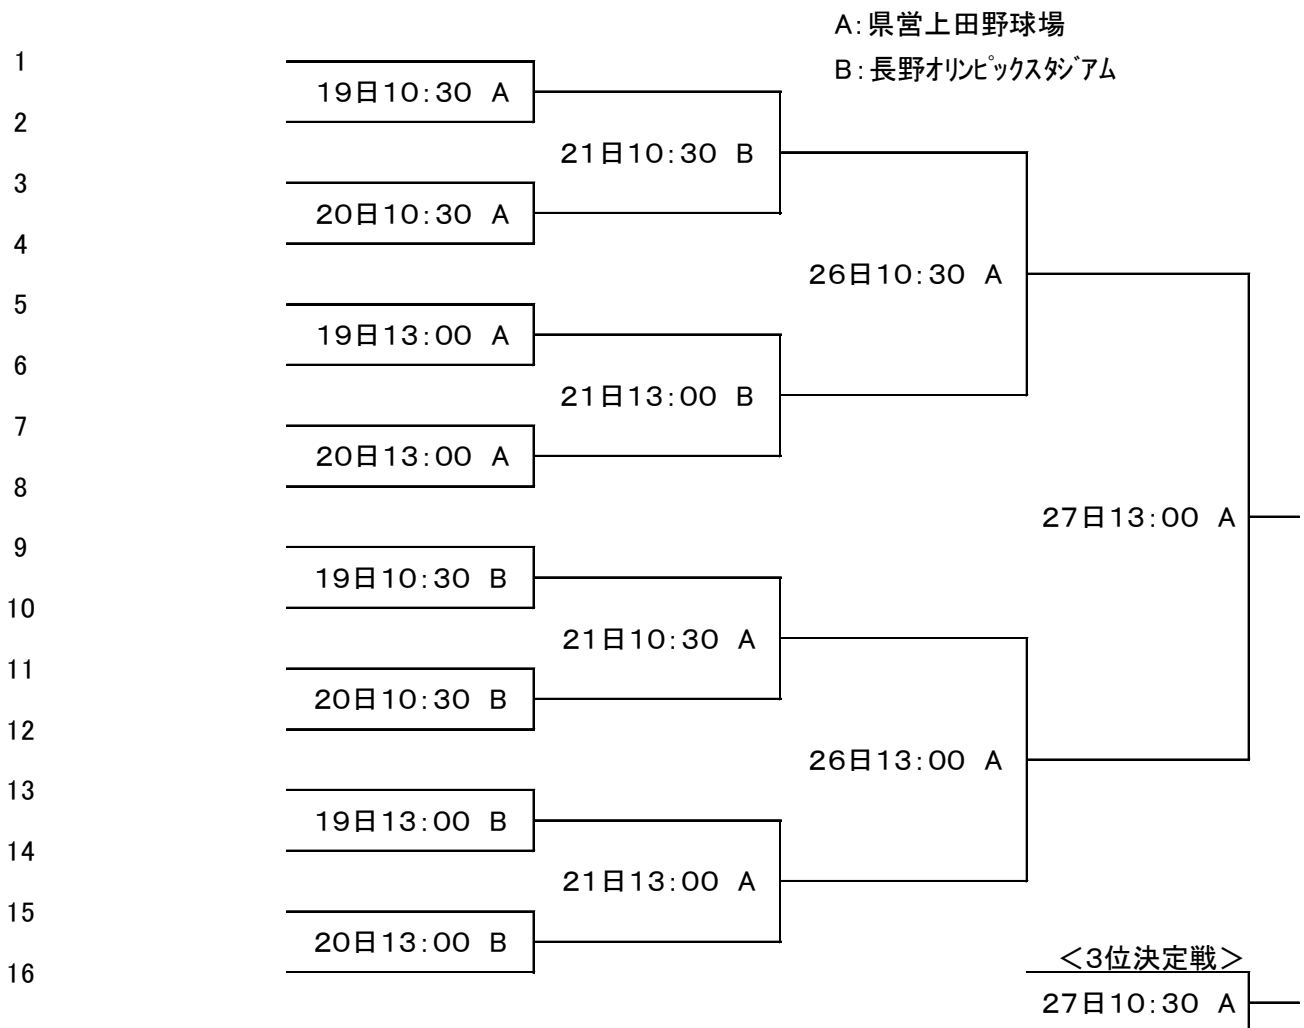 A:県営上田野球場
1
B:長野オリンピックスタジアム
19日10:30 A
2
21日10:30 B
3
20日10:30 A
4
26日10:30 A
5
19日13:00 A
6
21日13:00 B
7
20日13:00 A
8
27日13:00 A
9
19日10:30 B
10
21日10:30 A
11
20日10:30 B
12
26日13:00 A
13
19日13:00 B
14
21日13:00 A
15
20日13:00 B
<3位決定戦>
16
27日10:30 A